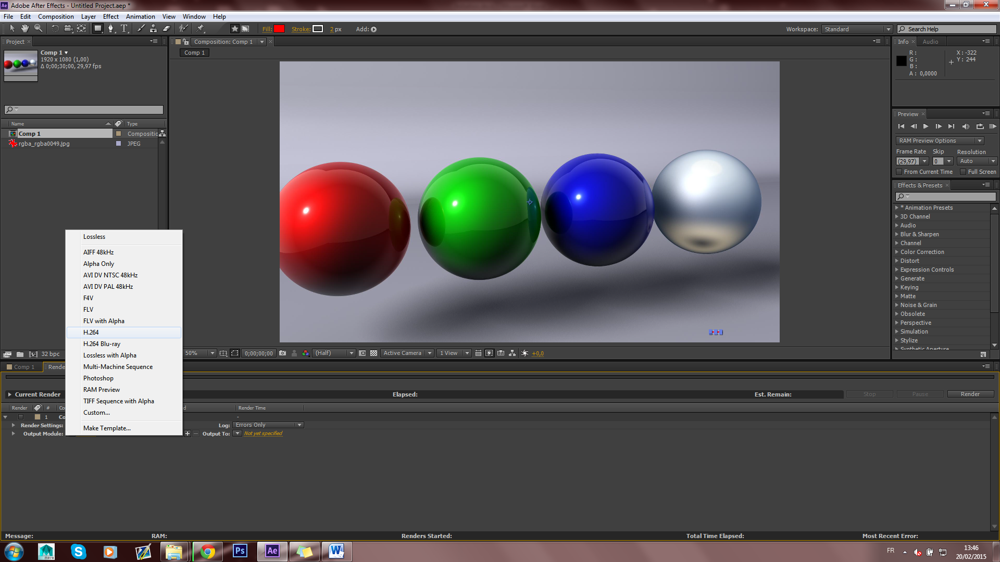 Adobe After Effects - Untitled Project.aep *
File Edit Composition Layer Effect Animation View Window Help
Fill: Stroke: 2 px Add:
Workspace: Standard Search Help
Project
Comp 1
1920 x 1080 (1,00)
Δ 0;00;30;00, 29,97 fps
Name Type
Comp 1 Compositio
rgba_rgba0049.jpg JPEG
32 bpc
Composition: Comp 1
Comp 1
50% 0;00;00;00 (Half) Active Camera 1 View +0,0
Info Audio
R : X : -322
G : Y : 244
B :
A : 0,0000
Preview
RAM Preview Options
Frame Rate Skip Resolution
(29,97) 0 Auto
From Current Time Full Screen
Effects & Presets
* Animation Presets
3D Channel
Audio
Blur & Sharpen
Channel
Color Correction
Distort
Expression Controls
Generate
Keying
Matte
Noise & Grain
Obsolete
Perspective
Simulation
Stylize
Synthetic Aperture
Lossless
AIFF 48kHz
Alpha Only
AVI DV NTSC 48kHz
AVI DV PAL 48kHz
F4V
FLV
FLV with Alpha
H.264
H.264 Blu-ray
Lossless with Alpha
Multi-Machine Sequence
Photoshop
RAM Preview
TIFF Sequence with Alpha
Custom...
Make Template...
Comp 1 Rende
Current Render Elapsed: Est. Remain: Stop Pause Render
Render # Co d Render Time
1 Co -
Render Settings: Log: Errors Only
Output Module: Output To: Not yet specified
Message: RAM: Renders Started: Total Time Elapsed: Most Recent Error:
MAYA Ps Ae W
FR 13:46
20/02/2015